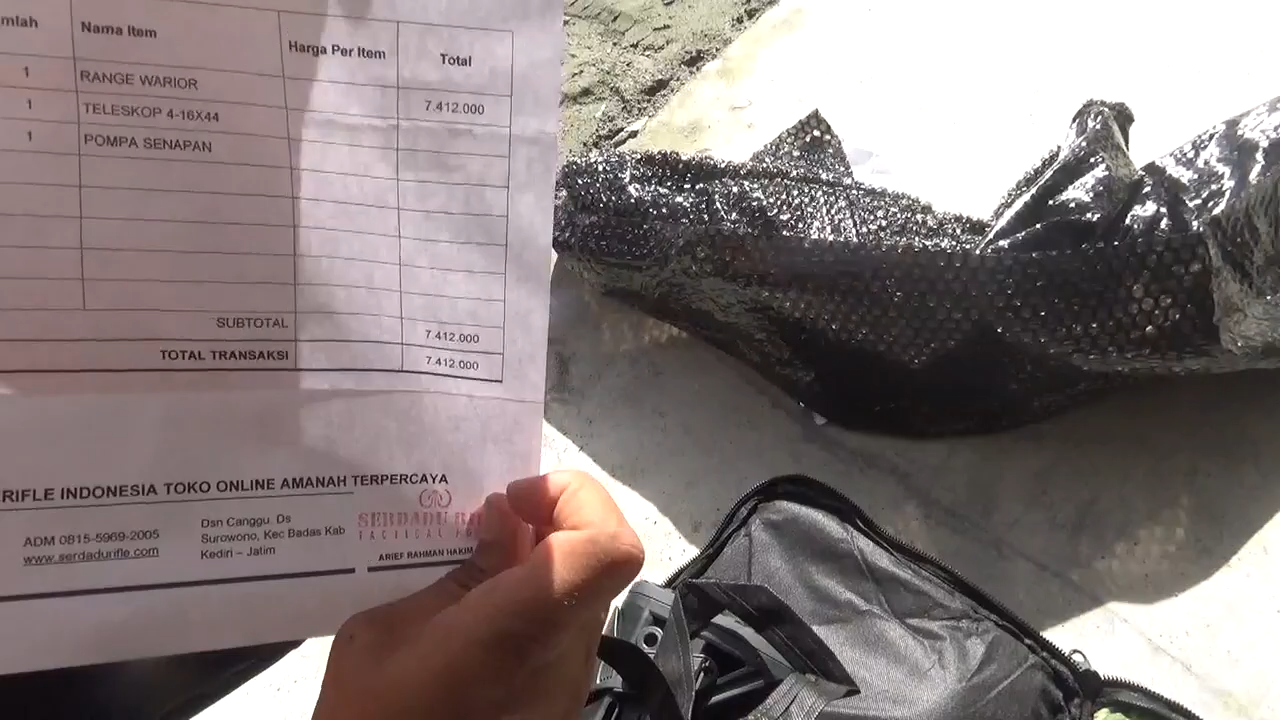 mlah Nama Item Harga Per Item Total
1 RANGE WARIOR
1 TELESKOP 4-16X44 7.412.000
1 POMPA SENAPAN
SUBTOTAL 7.412.000
TOTAL TRANSAKSI 7.412.000
RIFLE INDONESIA TOKO ONLINE AMANAH TERPERCAYA
ADM 0815-5969-2005
www.serdadurifle.com
Dsn Canggu. Ds
Surowono, Kec Badas Kab
Kediri – Jatim
SERDADU
TACTICAL
ARIEF RAHMAN HAKIM